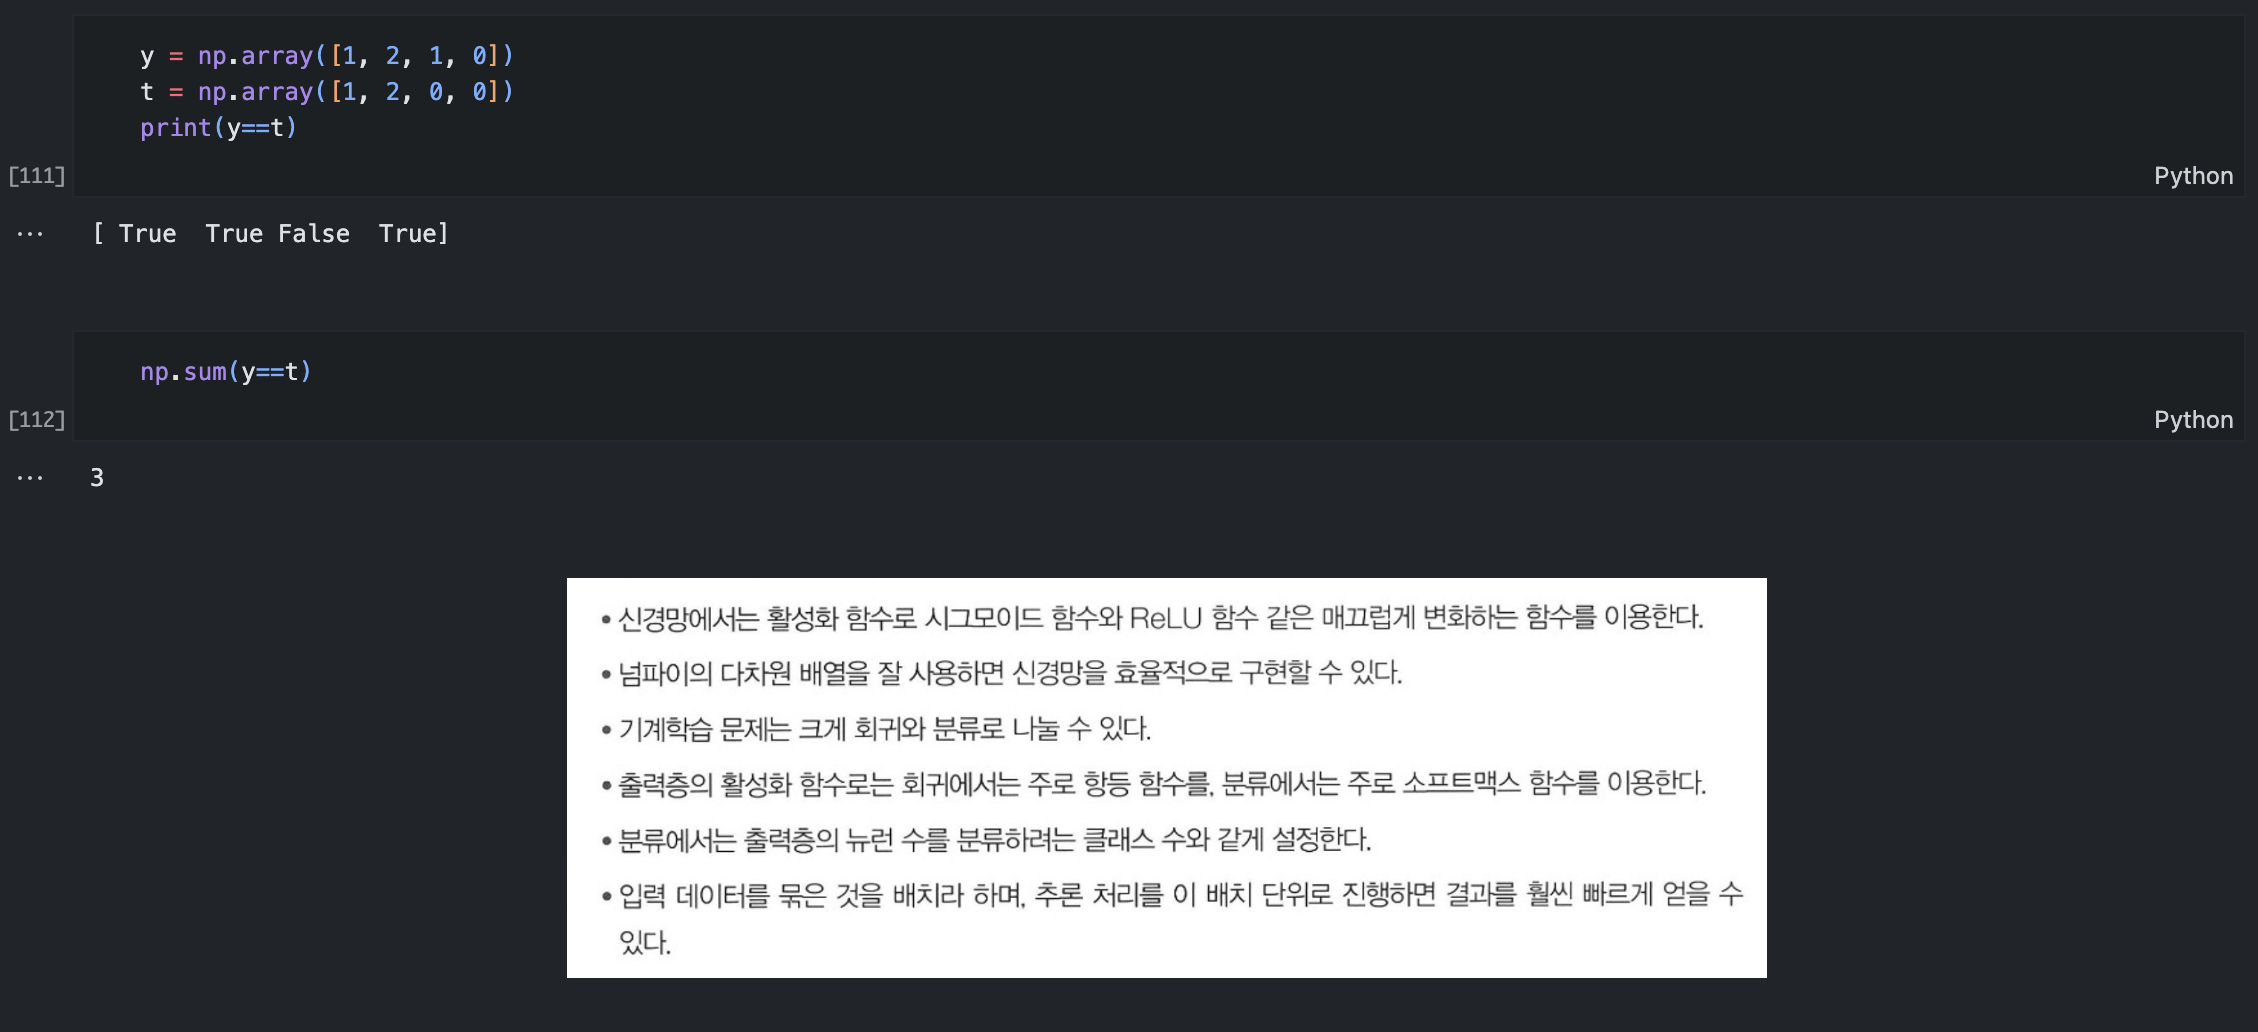 y = np.array([1, 2, 1, 0])
t = np.array([1, 2, 0, 0])
print(y==t)
[111]
Python
... [ True  True False  True]
np.sum(y==t)
[112]
Python
... 3
• 신경망에서는 활성화 함수로 시그모이드 함수와 ReLU 함수 같은 매끄럽게 변화하는 함수를 이용한다.
• 넘파이의 다차원 배열을 잘 사용하면 신경망을 효율적으로 구현할 수 있다.
• 기계학습 문제는 크게 회귀와 분류로 나눌 수 있다.
• 출력층의 활성화 함수로는 회귀에서는 주로 항등 함수를, 분류에서는 주로 소프트맥스 함수를 이용한다.
• 분류에서는 출력층의 뉴런 수를 분류하려는 클래스 수와 같게 설정한다.
• 입력 데이터를 묶은 것을 배치라 하며, 추론 처리를 이 배치 단위로 진행하면 결과를 훨씬 빠르게 얻을 수
있다.